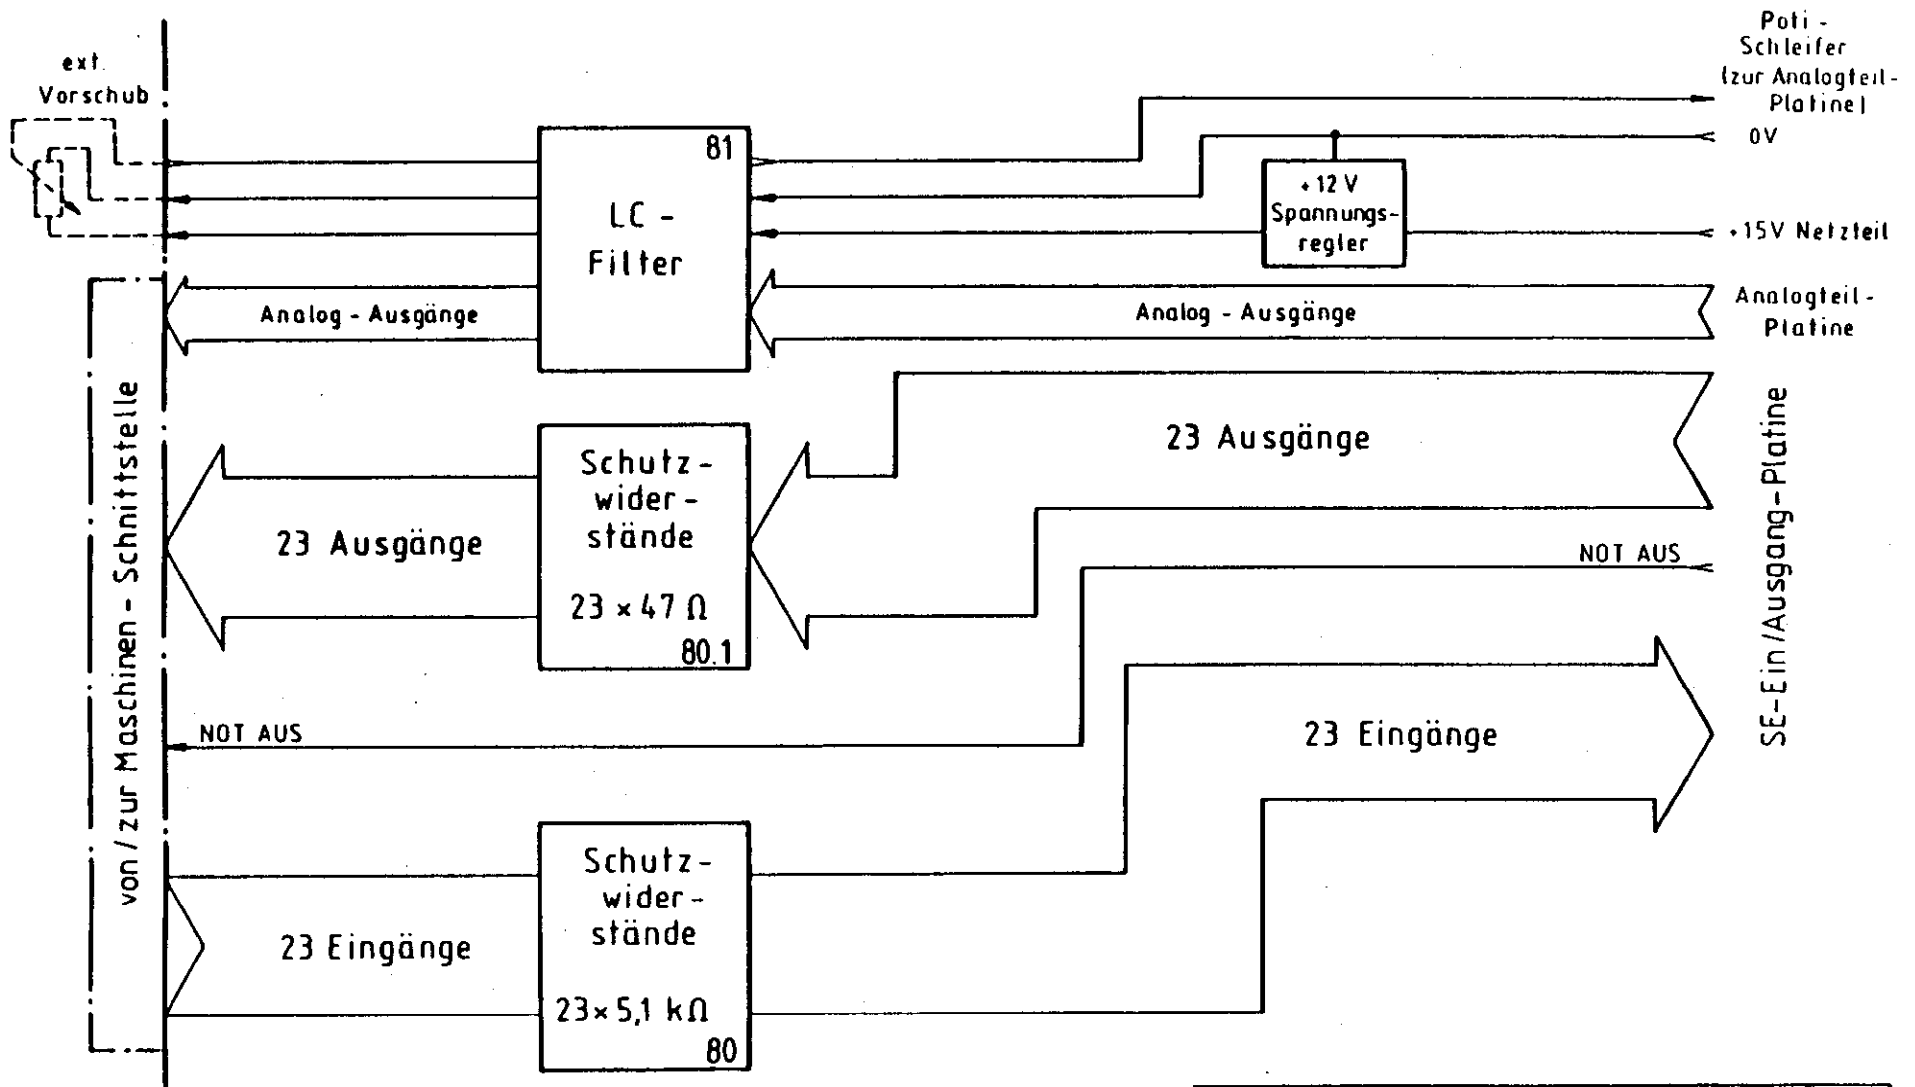 Poti -
Schleifer
(zur Analogteil-
Platine)
0V
+15V Netzteil
ext.
Vorschub
81
LC -
Filter
+12 V
Spannungs-
regler
Analog - Ausgänge
Analog - Ausgänge
Analogteil -
Platine
von / zur Maschinen - Schnittstelle
23 Ausgänge
Schutz -
wider -
stände
23 × 47 Ω
80.1
23 Ausgänge
NOT AUS
SE-Ein/Ausgang-Platine
NOT AUS
23 Eingänge
23 Eingänge
Schutz -
wider -
stände
23 × 5,1 kΩ
80